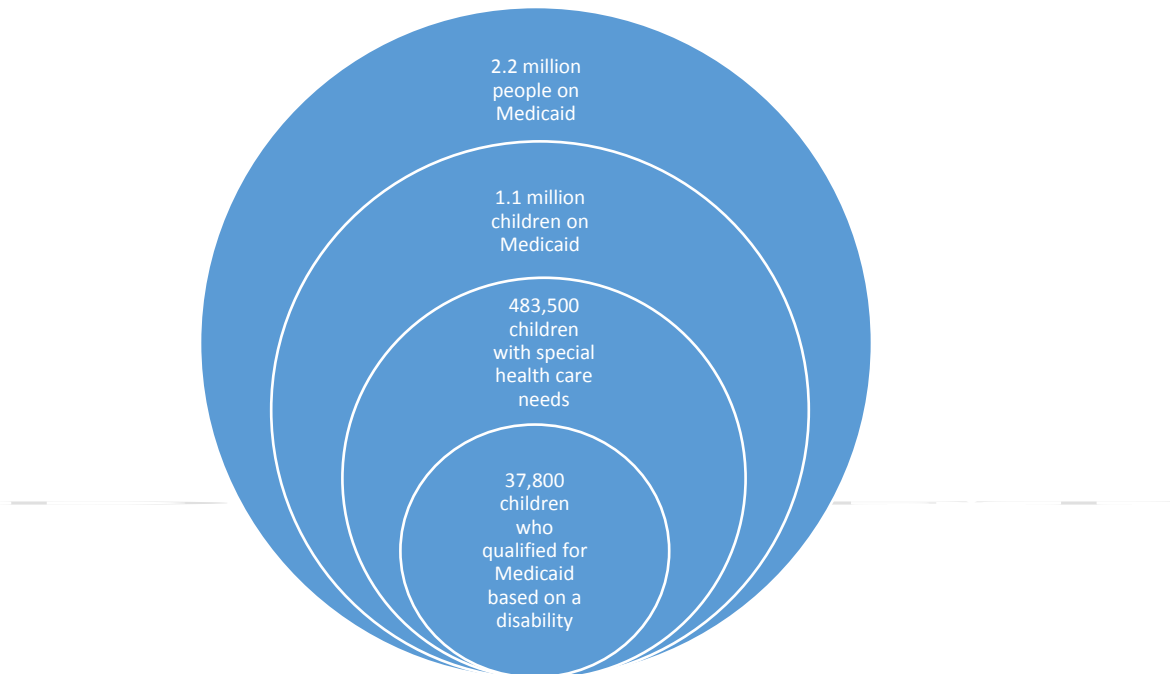 2.2 million
people on
Medicaid
1.1 million
children on
Medicaid
483,500
children
with special
health care
needs
37,800
children
who
qualified for
Medicaid
based on a
disability